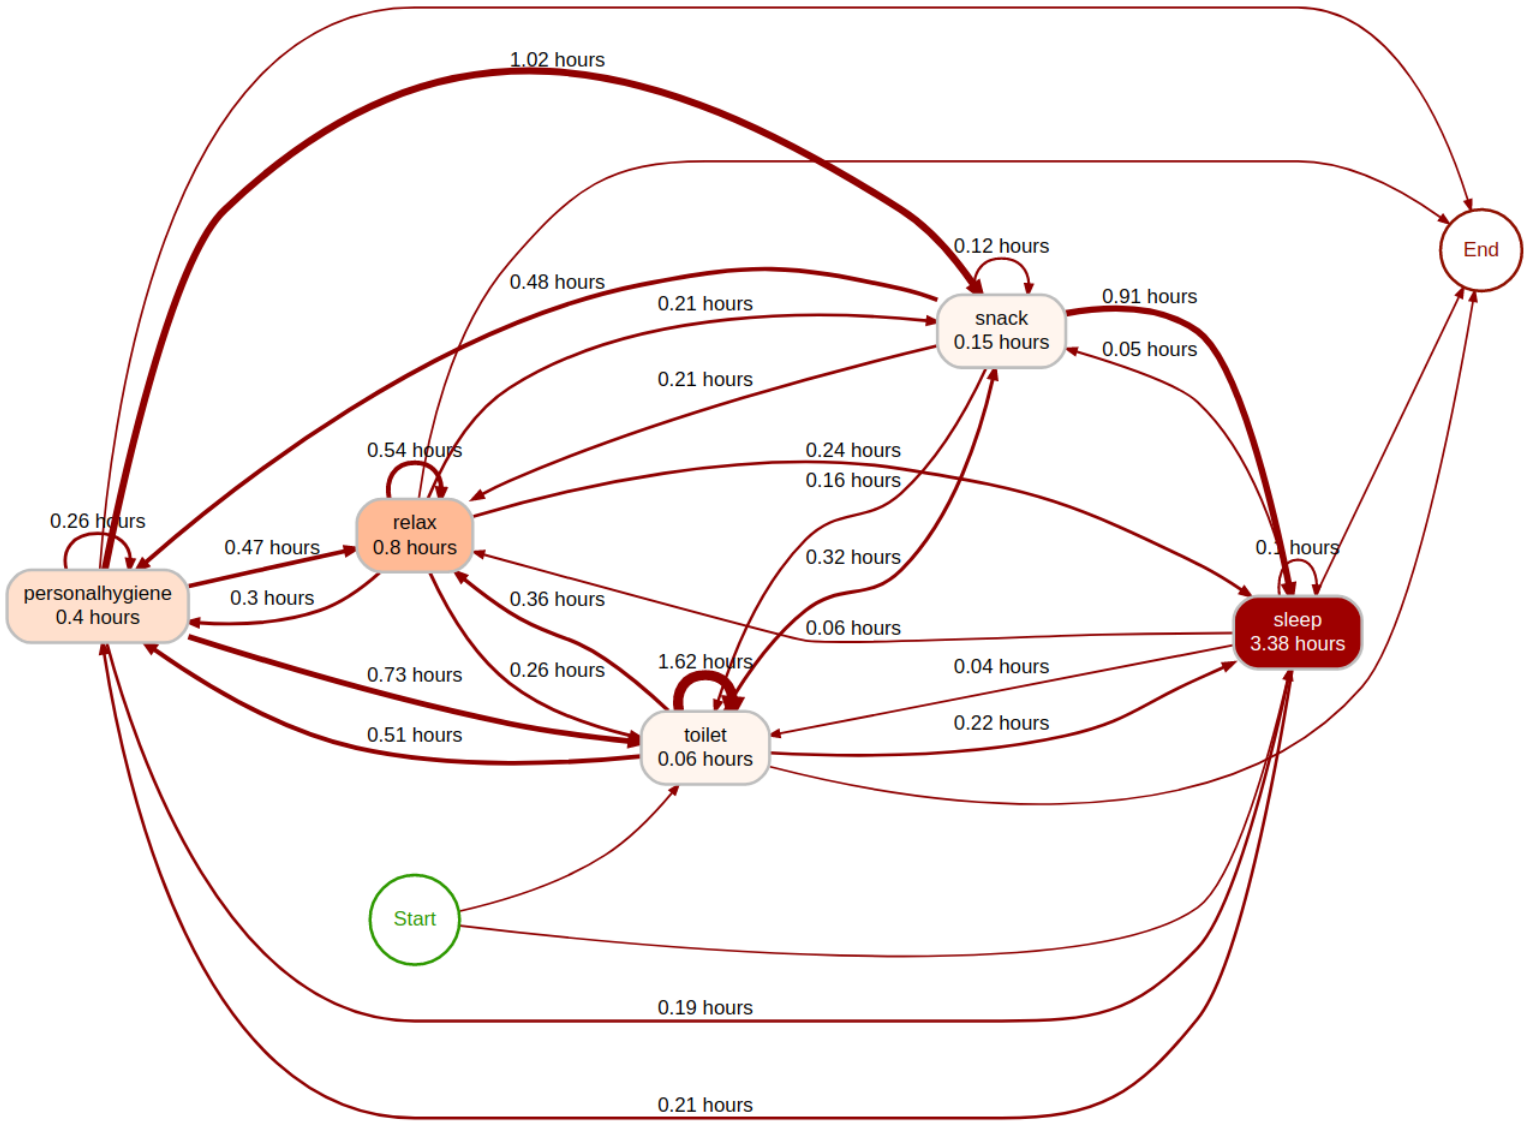 1.02 hours
End
0.12 hours
0.48 hours
0.21 hours
0.91 hours
snack
0.15 hours
0.05 hours
0.21 hours
0.54 hours
0.24 hours
0.16 hours
0.26 hours
relax
0.8 hours
0.47 hours
0.32 hours
0.1 hours
personalhygiene
0.4 hours
0.3 hours
0.36 hours
0.06 hours
sleep
3.38 hours
0.73 hours
0.26 hours
1.62 hours
0.04 hours
0.51 hours
toilet
0.06 hours
0.22 hours
Start
0.19 hours
0.21 hours